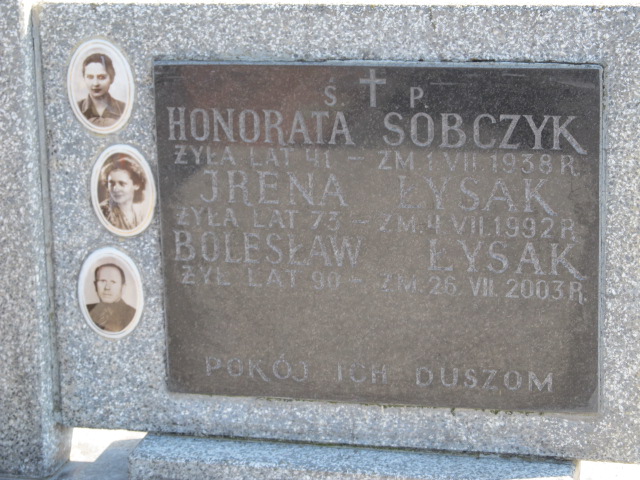 Ś. P.
HONORATA SOBCZYK
ŻYŁA LAT 41 - ZM. 1. VII. 1938 R.
JRENA ŁYSAK
ŻYŁA LAT 73 - ZM. 4 VII. 1992 R.
BOLESŁAW ŁYSAK
ŻYŁ LAT 90 - ZM. 26. VII. 2003 R.
POKÓJ ICH DUSZOM